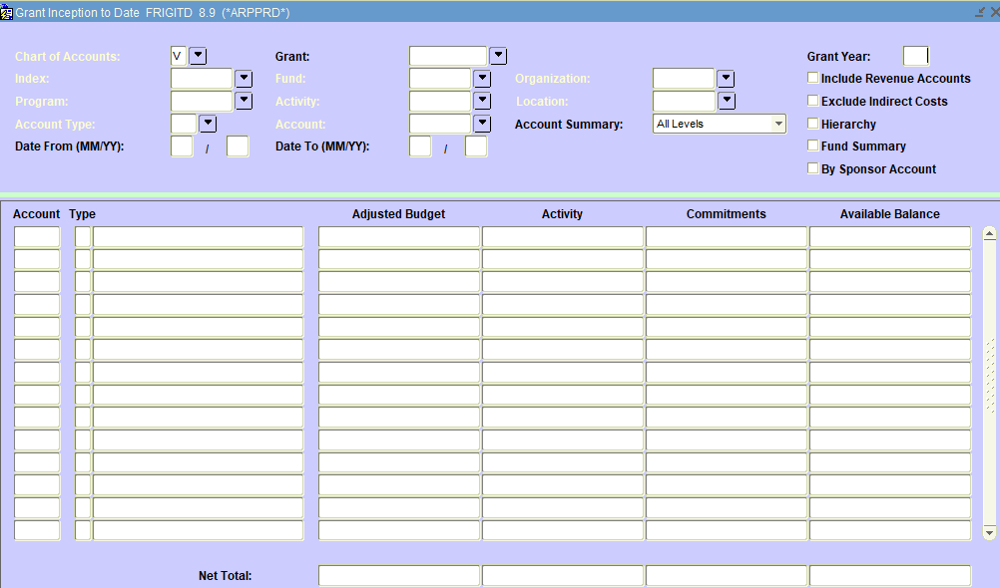 Grant Inception to Date FRIGITD 8.9 (*ARPPRD*)
Chart of Accounts: V Grant: Grant Year:
Index: Fund: Organization: Include Revenue Accounts
Program: Activity: Location: Exclude Indirect Costs
Account Type: Account: Account Summary: All Levels Hierarchy
Date From (MM/YY): / Date To (MM/YY): / Fund Summary
By Sponsor Account
Account Type Adjusted Budget Activity Commitments Available Balance
Net Total: